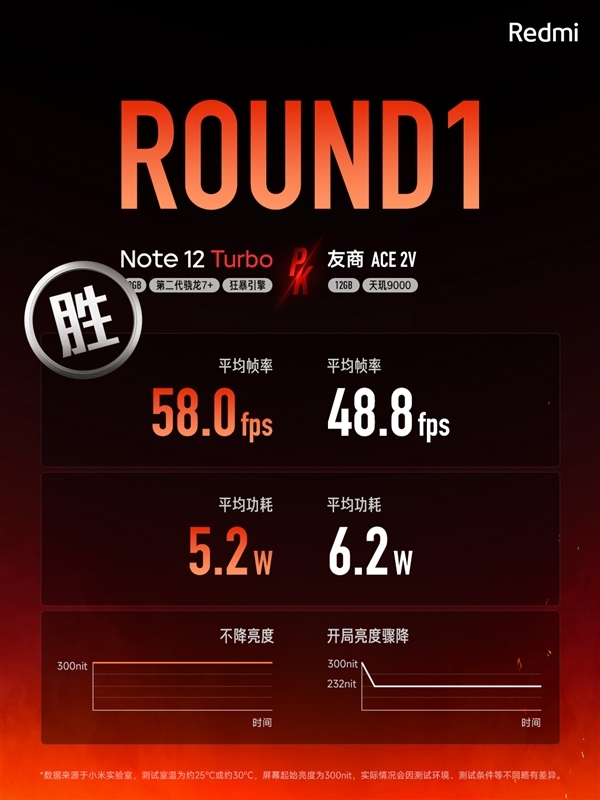 Redmi
ROUND1
Note 12 Turbo PK 友商 ACE 2V
第二代骁龙7+ 狂暴引擎 12GB 天玑9000
胜
平均帧率 平均帧率
58.0fps 48.8fps
平均功耗 平均功耗
5.2W 6.2W
不降亮度 开局亮度骤降
300nit 300nit
232nit
时间 时间
*数据来源于小米实验室，测试室温为约25°C或约30°C，屏幕起始亮度为300nit，实际情况会因测试环境、测试条件等不同略有差异。